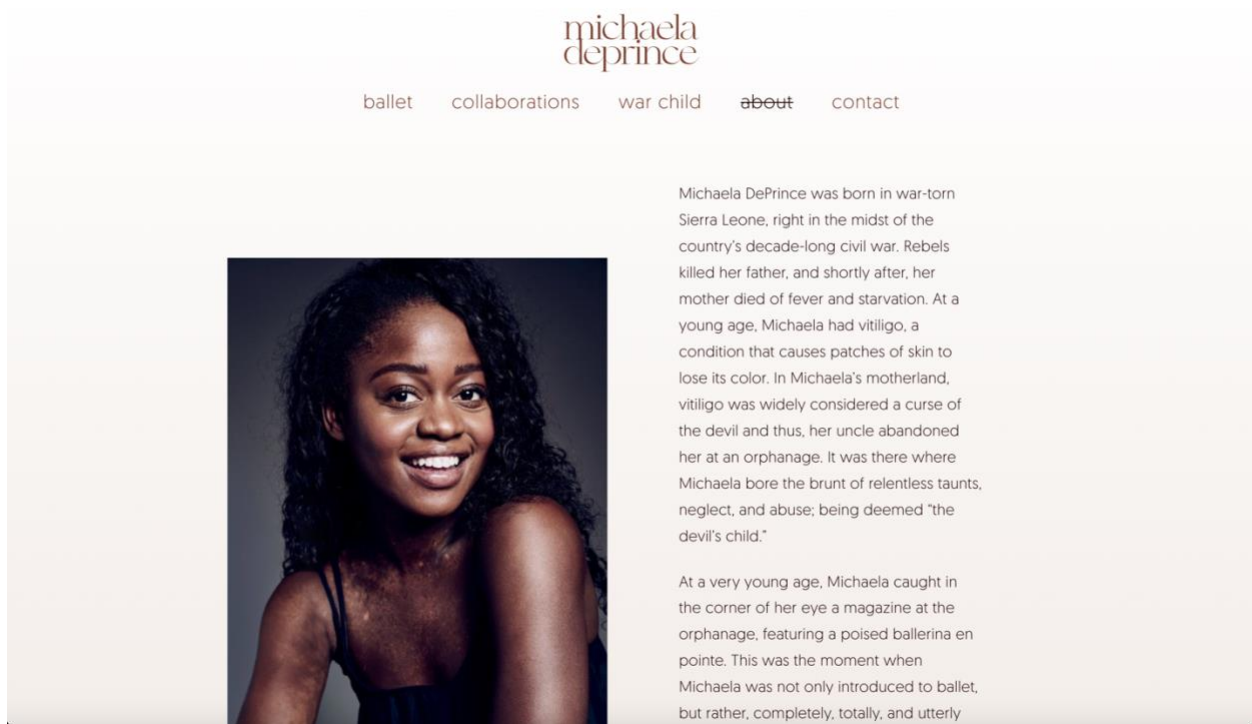 michaela
deprince
ballet collaborations war child about contact
Michaela DePrince was born in war-torn
Sierra Leone, right in the midst of the
country's decade-long civil war. Rebels
killed her father, and shortly after, her
mother died of fever and starvation. At a
young age, Michaela had vitiligo, a
condition that causes patches of skin to
lose its color. In Michaela's motherland,
vitiligo was widely considered a curse of
the devil and thus, her uncle abandoned
her at an orphanage. It was there where
Michaela bore the brunt of relentless taunts,
neglect, and abuse; being deemed "the
devil's child."
At a very young age, Michaela caught in
the corner of her eye a magazine at the
orphanage, featuring a poised ballerina en
pointe. This was the moment when
Michaela was not only introduced to ballet,
but rather, completely, totally, and utterly